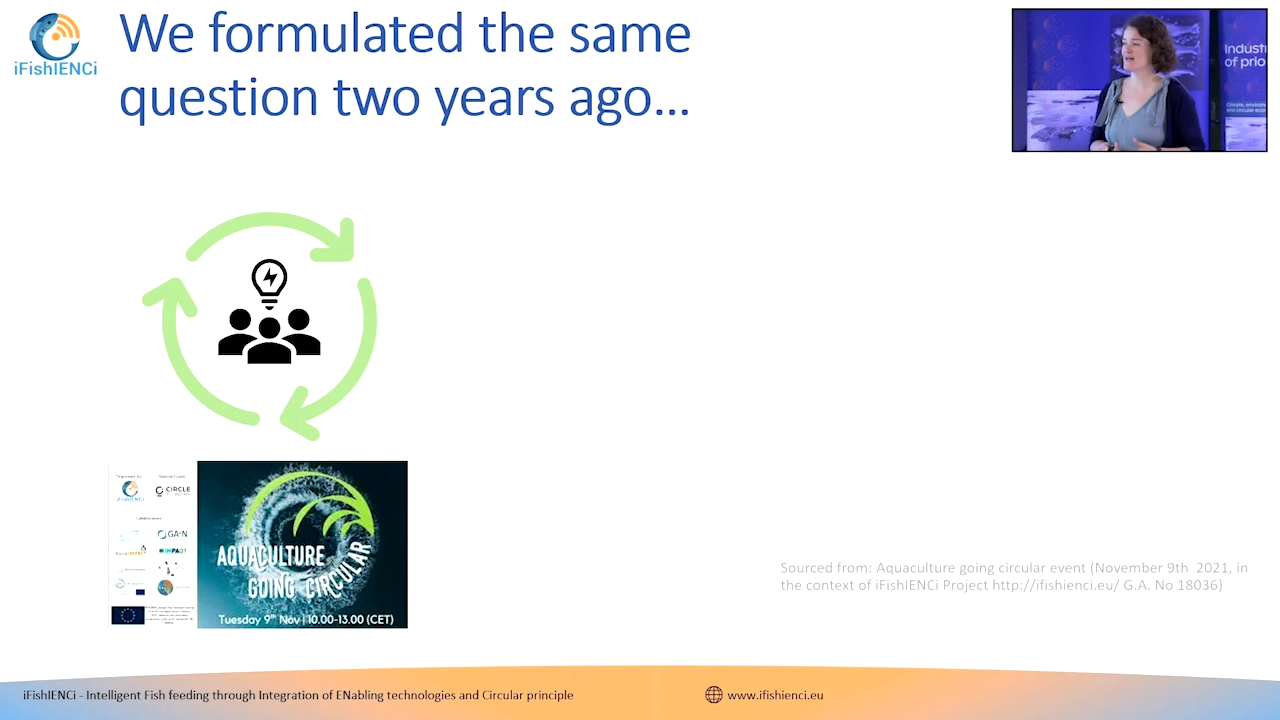 iFishIENCi
We formulated the same
question two years ago...
Industr
of prio
CIRCLE
GAIN
IMPACT
AQUACULTURE
GOING CIRCULAR
Tuesday 9th Nov | 10.00-13.00 (CET)
Sourced from: Aquaculture going circular event (November 9th 2021, in
the context of iFishIENCi Project http://ifishienci.eu/ G.A. No 18036)
iFishIENCi - Intelligent Fish feeding through Integration of ENabling technologies and Circular principle
www.ifishienci.eu